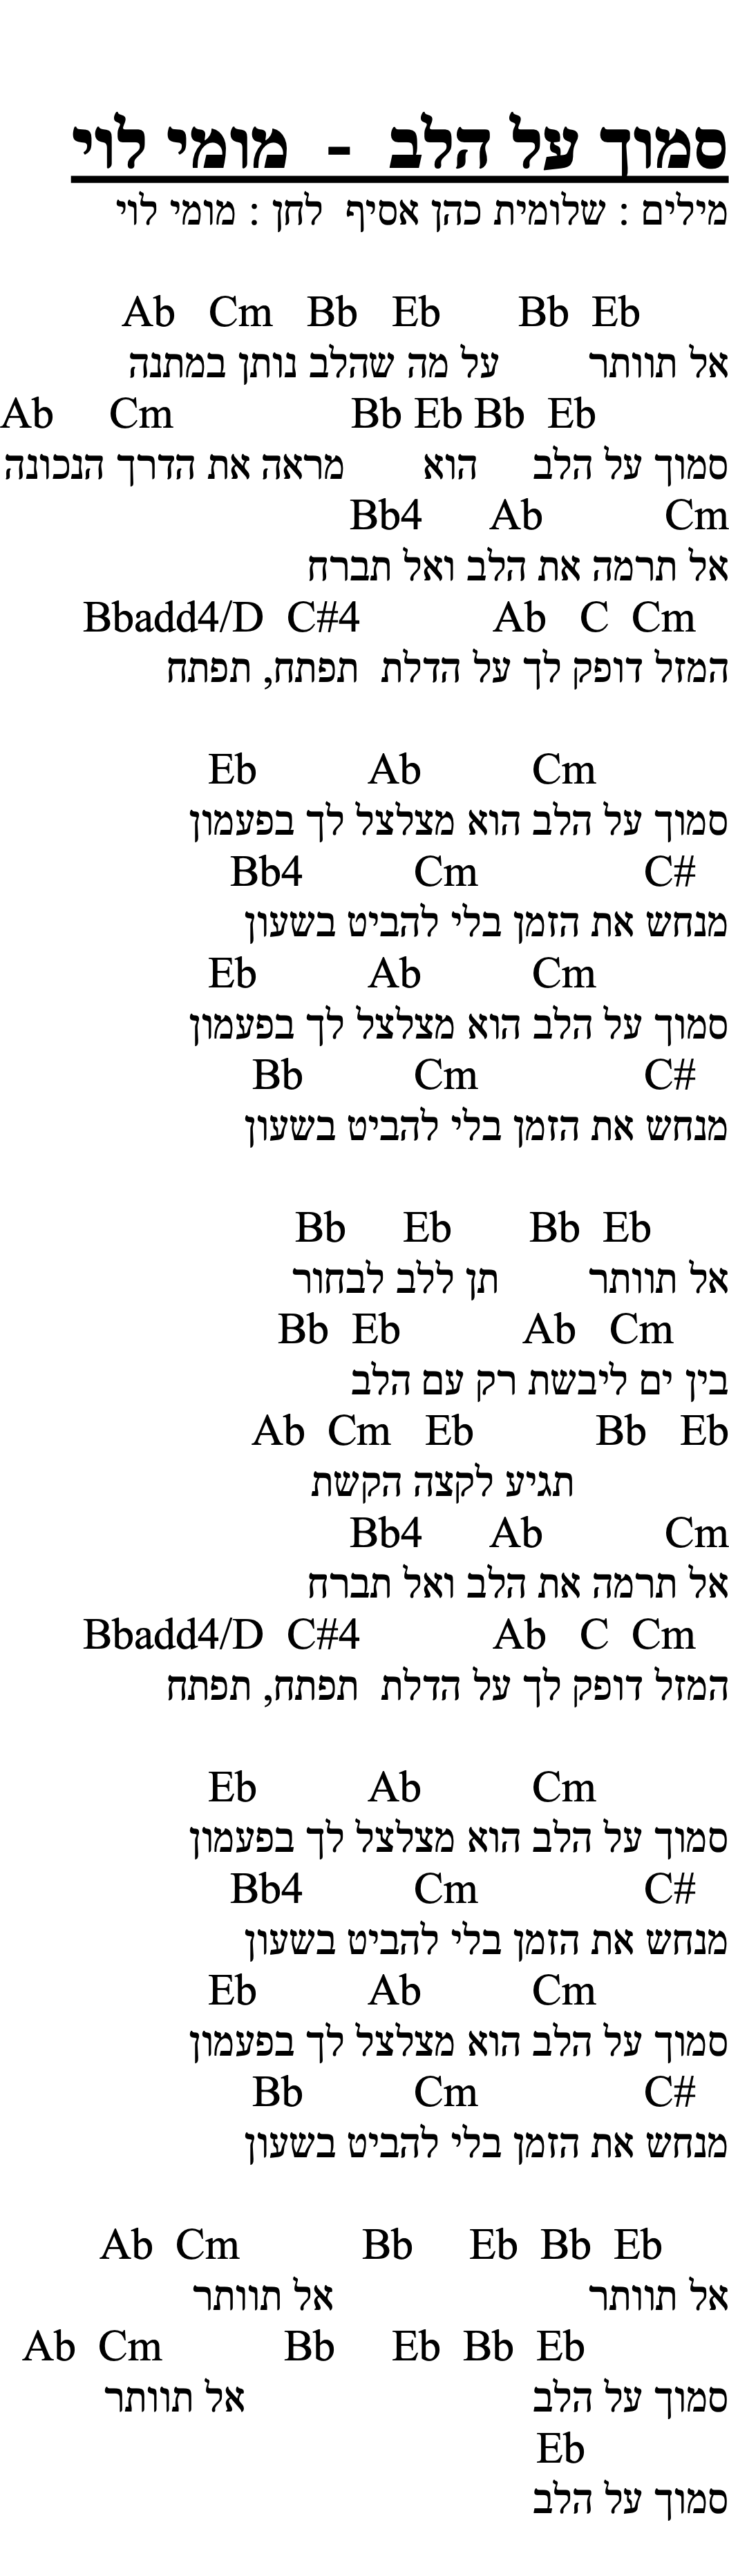 סמוך על הלב - מומי לוי
מילים : שלומית כהן אסיף לחן : מומי לוי
Ab Cm Bb Eb Bb Eb
אל תוותר על מה שהלב נותן במתנה
Ab Cm Bb Eb Bb Eb
סמוך על הלב הוא מראה את הדרך הנכונה
Bb4 Ab Cm
אל תרמה את הלב ואל תברח
Bbadd4/D C#4 Ab C Cm
המזל דופק לך על הדלת תפתח, תפתח
Eb Ab Cm
סמוך על הלב הוא מצלצל לך בפעמון
Bb4 Cm C#
מנחש את הזמן בלי להביט בשעון
Eb Ab Cm
סמוך על הלב הוא מצלצל לך בפעמון
Bb Cm C#
מנחש את הזמן בלי להביט בשעון
Bb Eb Bb Eb
אל תוותר תן ללב לבחור
Bb Eb Ab Cm
בין ים ליבשת רק עם הלב
Ab Cm Eb Bb Eb
תגיע לקצה הקשת
Bb4 Ab Cm
אל תרמה את הלב ואל תברח
Bbadd4/D C#4 Ab C Cm
המזל דופק לך על הדלת תפתח, תפתח
Eb Ab Cm
סמוך על הלב הוא מצלצל לך בפעמון
Bb4 Cm C#
מנחש את הזמן בלי להביט בשעון
Eb Ab Cm
סמוך על הלב הוא מצלצל לך בפעמון
Bb Cm C#
מנחש את הזמן בלי להביט בשעון
Ab Cm Bb Eb Bb Eb
אל תוותר אל תוותר
Ab Cm Bb Eb Bb Eb
סמוך על הלב אל תוותר
Eb
סמוך על הלב